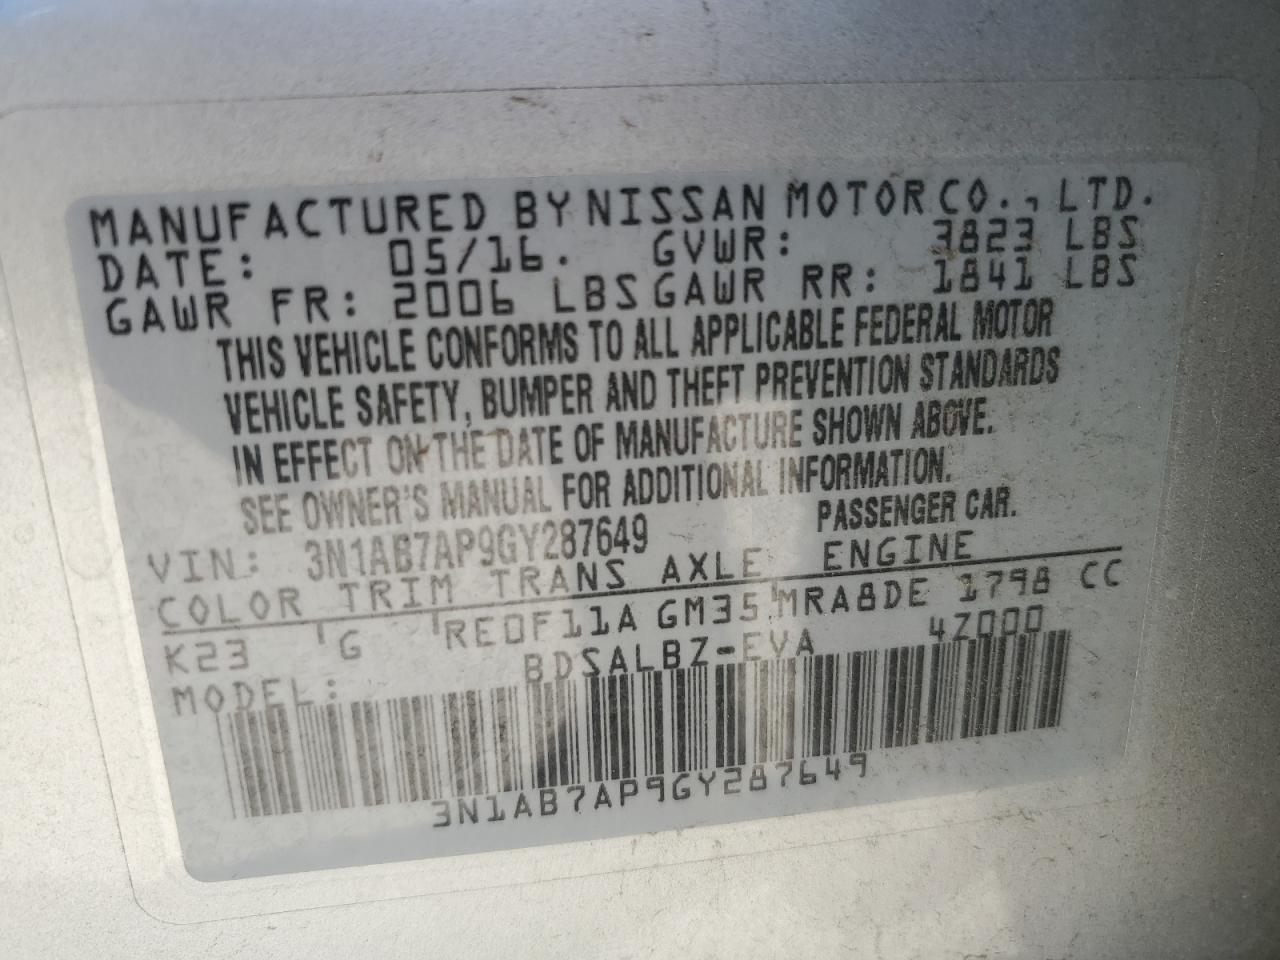 MANUFACTURED BY NISSAN MOTOR CO., LTD.
DATE: 05/16. GVWR: 3823 LBS
GAWR FR: 2006 LBS GAWR RR: 1841 LBS
THIS VEHICLE CONFORMS TO ALL APPLICABLE FEDERAL MOTOR
VEHICLE SAFETY, BUMPER AND THEFT PREVENTION STANDARDS
IN EFFECT ON THE DATE OF MANUFACTURE SHOWN ABOVE.
SEE OWNER'S MANUAL FOR ADDITIONAL INFORMATION.
VIN: 3N1AB7AP9GY287649 PASSENGER CAR.
COLOR TRIM TRANS AXLE ENGINE
K23 G RE0F11A GM35 MRA8DE 1798 CC
MODEL: BDSALBZ-EVA 4Z000
3N1AB7AP9GY287649